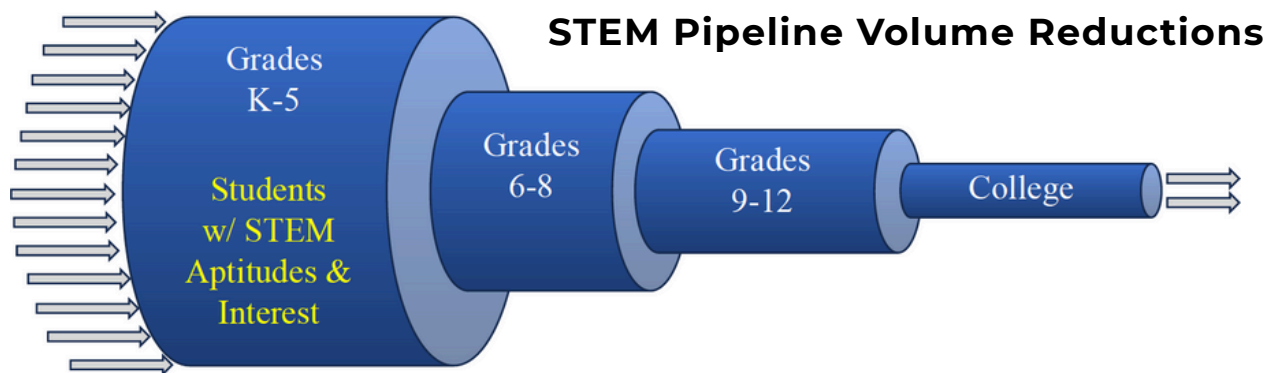 STEM Pipeline Volume Reductions
Grades
K-5
Students
w/ STEM
Aptitudes &
Interest
Grades
6-8
Grades
9-12
College